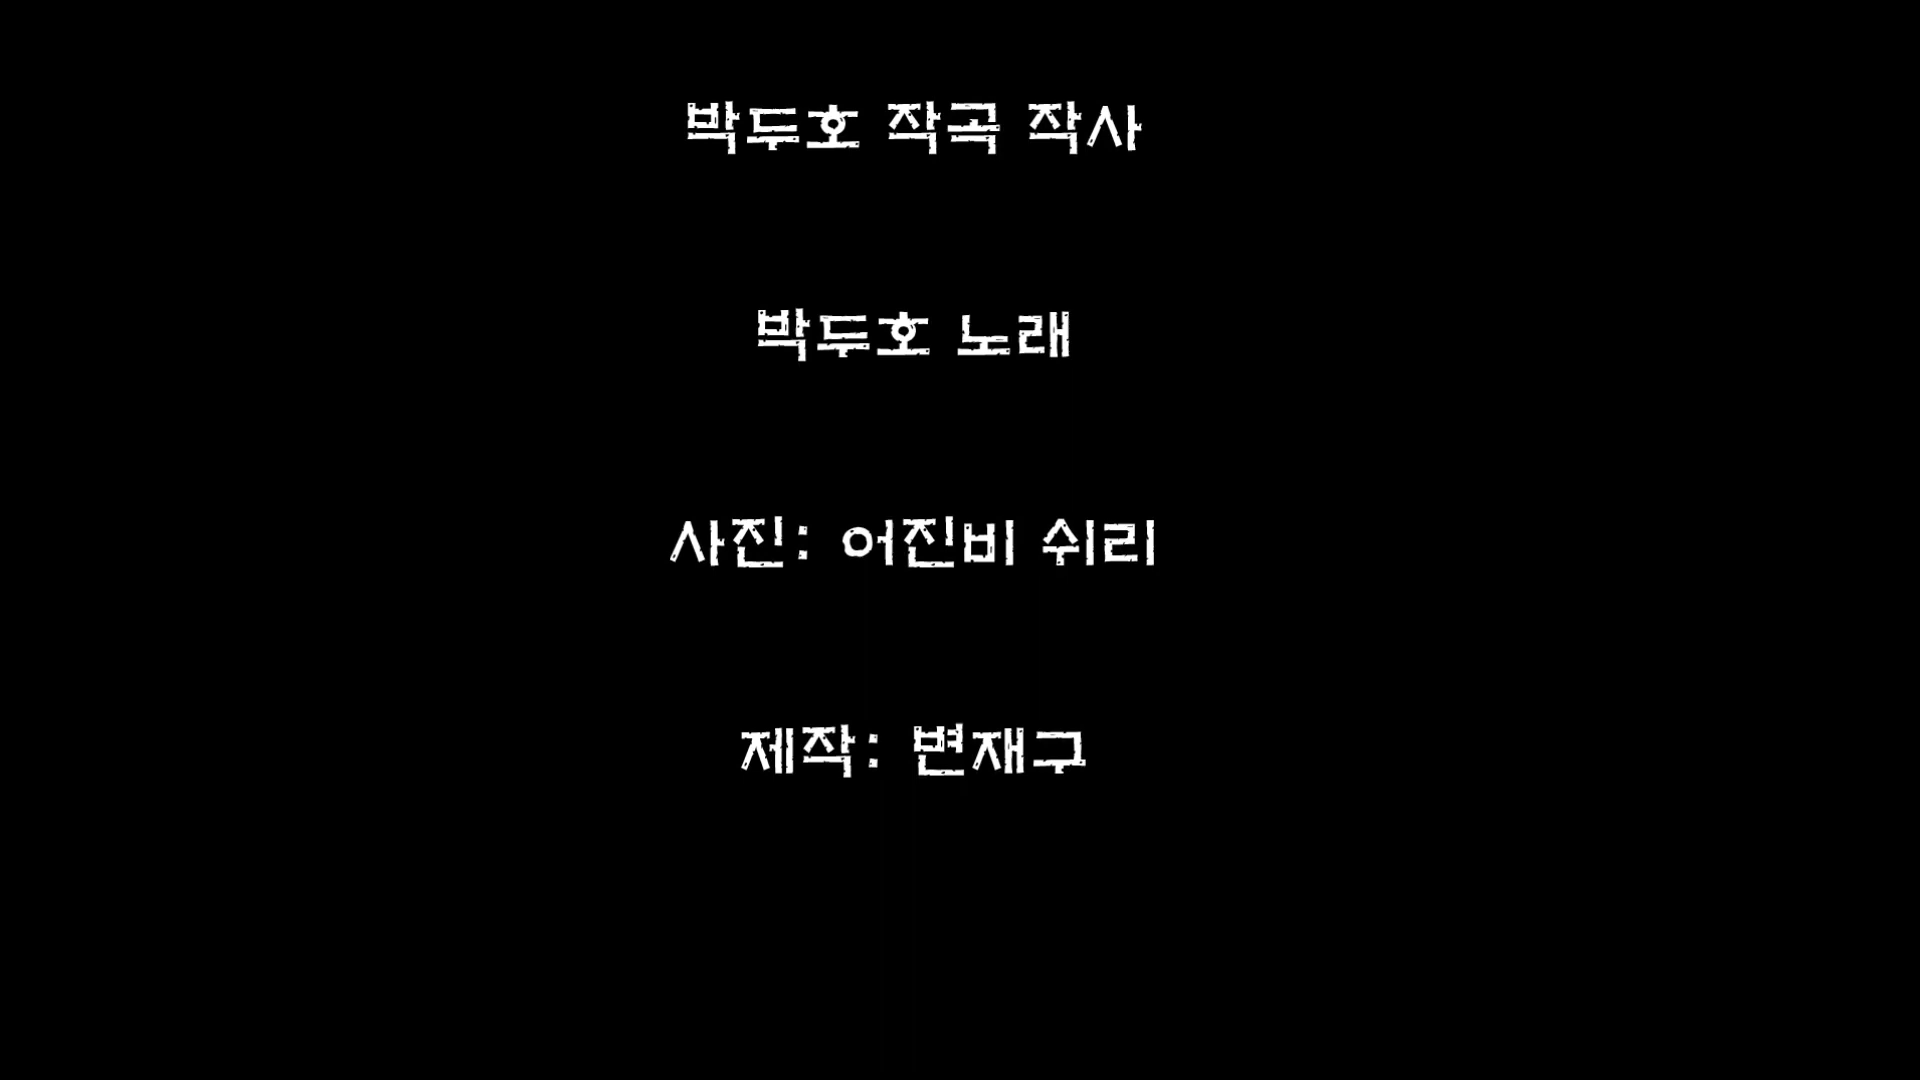 박두호 작곡 작사
박두호 노래
사진: 어진비 쉬리
제작: 변재구